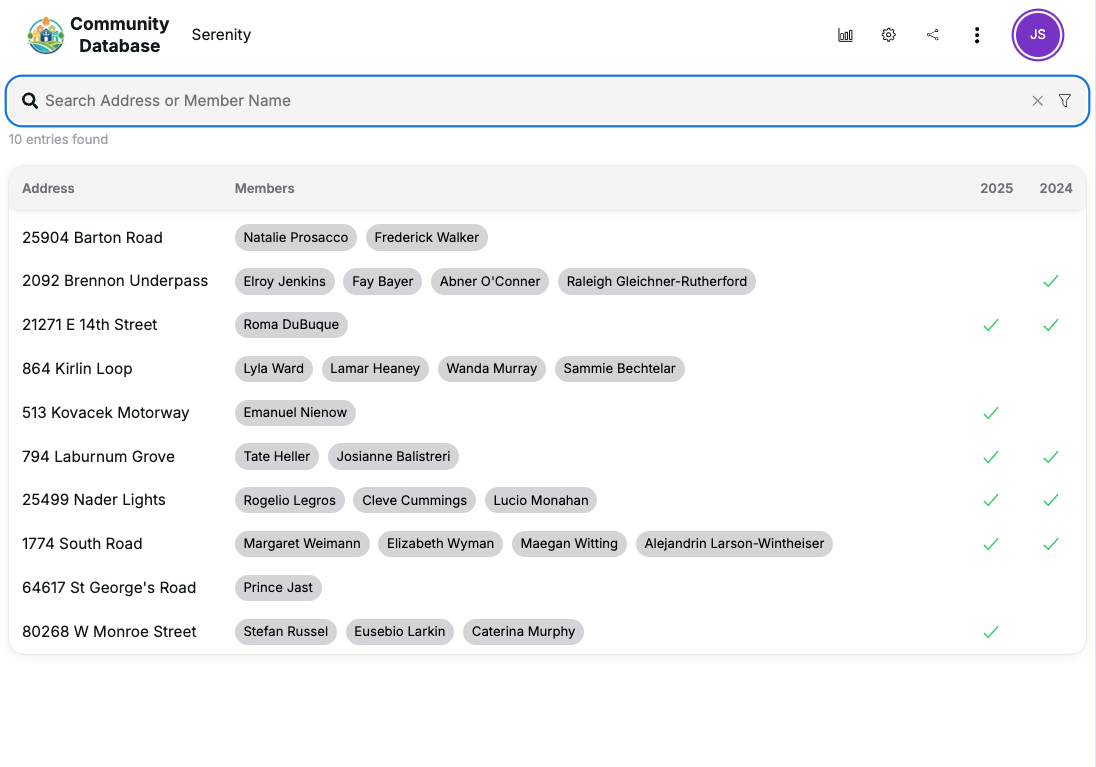 Community
Database
Serenity
JS
Search Address or Member Name
10 entries found
Address Members 2025 2024
25904 Barton Road Natalie Prosacco Frederick Walker
2092 Brennon Underpass Elroy Jenkins Fay Bayer Abner O'Conner Raleigh Gleichner-Rutherford
21271 E 14th Street Roma DuBuque
864 Kirlin Loop Lyla Ward Lamar Heaney Wanda Murray Sammie Bechtelar
513 Kovacek Motorway Emanuel Nienow
794 Laburnum Grove Tate Heller Josianne Balistreri
25499 Nader Lights Rogelio Legros Cleve Cummings Lucio Monahan
1774 South Road Margaret Weimann Elizabeth Wyman Maegan Witting Alejandrin Larson-Wintheiser
64617 St George's Road Prince Jast
80268 W Monroe Street Stefan Russel Eusebio Larkin Caterina Murphy